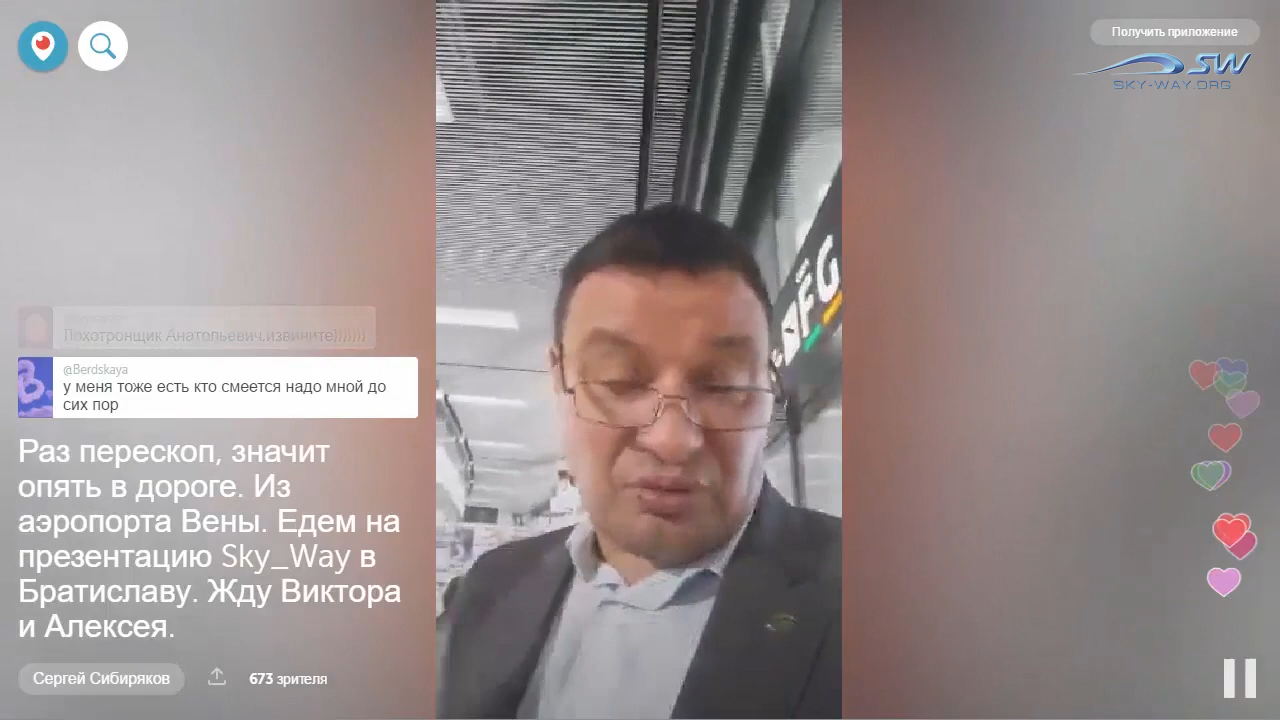 Получить приложение
SW
SKY-WAY.ORG
FG
Лохотронщик Анатольевич.извините)))))))
@Berdskaya
у меня тоже есть кто смеется надо мной до
сих пор
Раз перескоп, значит
опять в дороге. Из
аэропорта Вены. Едем на
презентацию Sky_Way в
Братиславу. Жду Виктора
и Алексея.
Сергей Сибиряков
673 зрителя